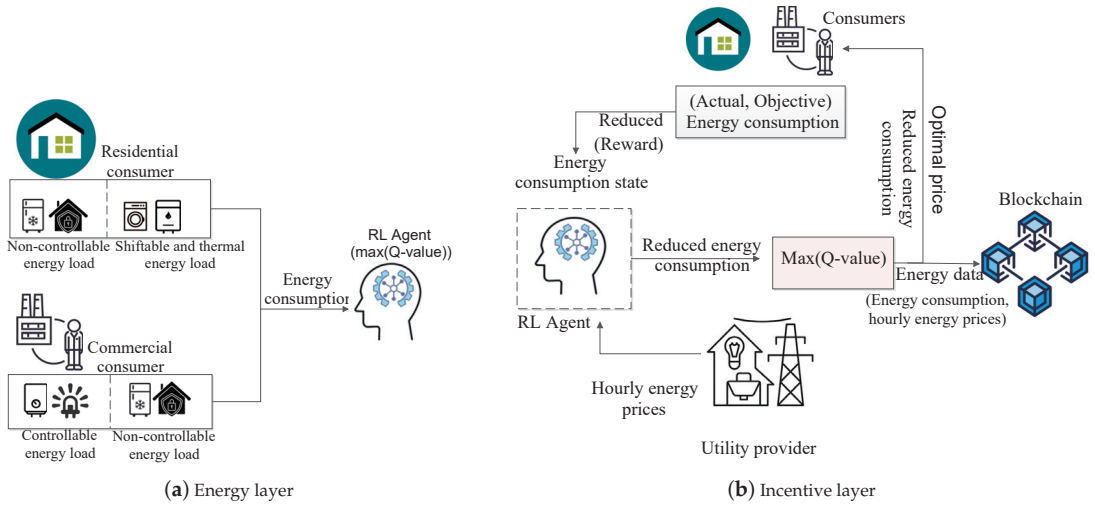 Residential
consumer
Non-controllable
energy load
Shiftable and thermal
energy load
RL Agent
(max(Q-value))
Energy
consumption
Commercial
consumer
Controllable
energy load
Non-controllable
energy load
(a) Energy layer
Consumers
(Actual, Objective)
Energy consumption
Reduced
(Reward)
Energy
consumption state
Optimal price
Reduced energy
consumption
Blockchain
Reduced energy
consumption
Max(Q-value)
Energy data
(Energy consumption,
hourly energy prices)
RL Agent
Hourly energy
prices
Utility provider
(b) Incentive layer